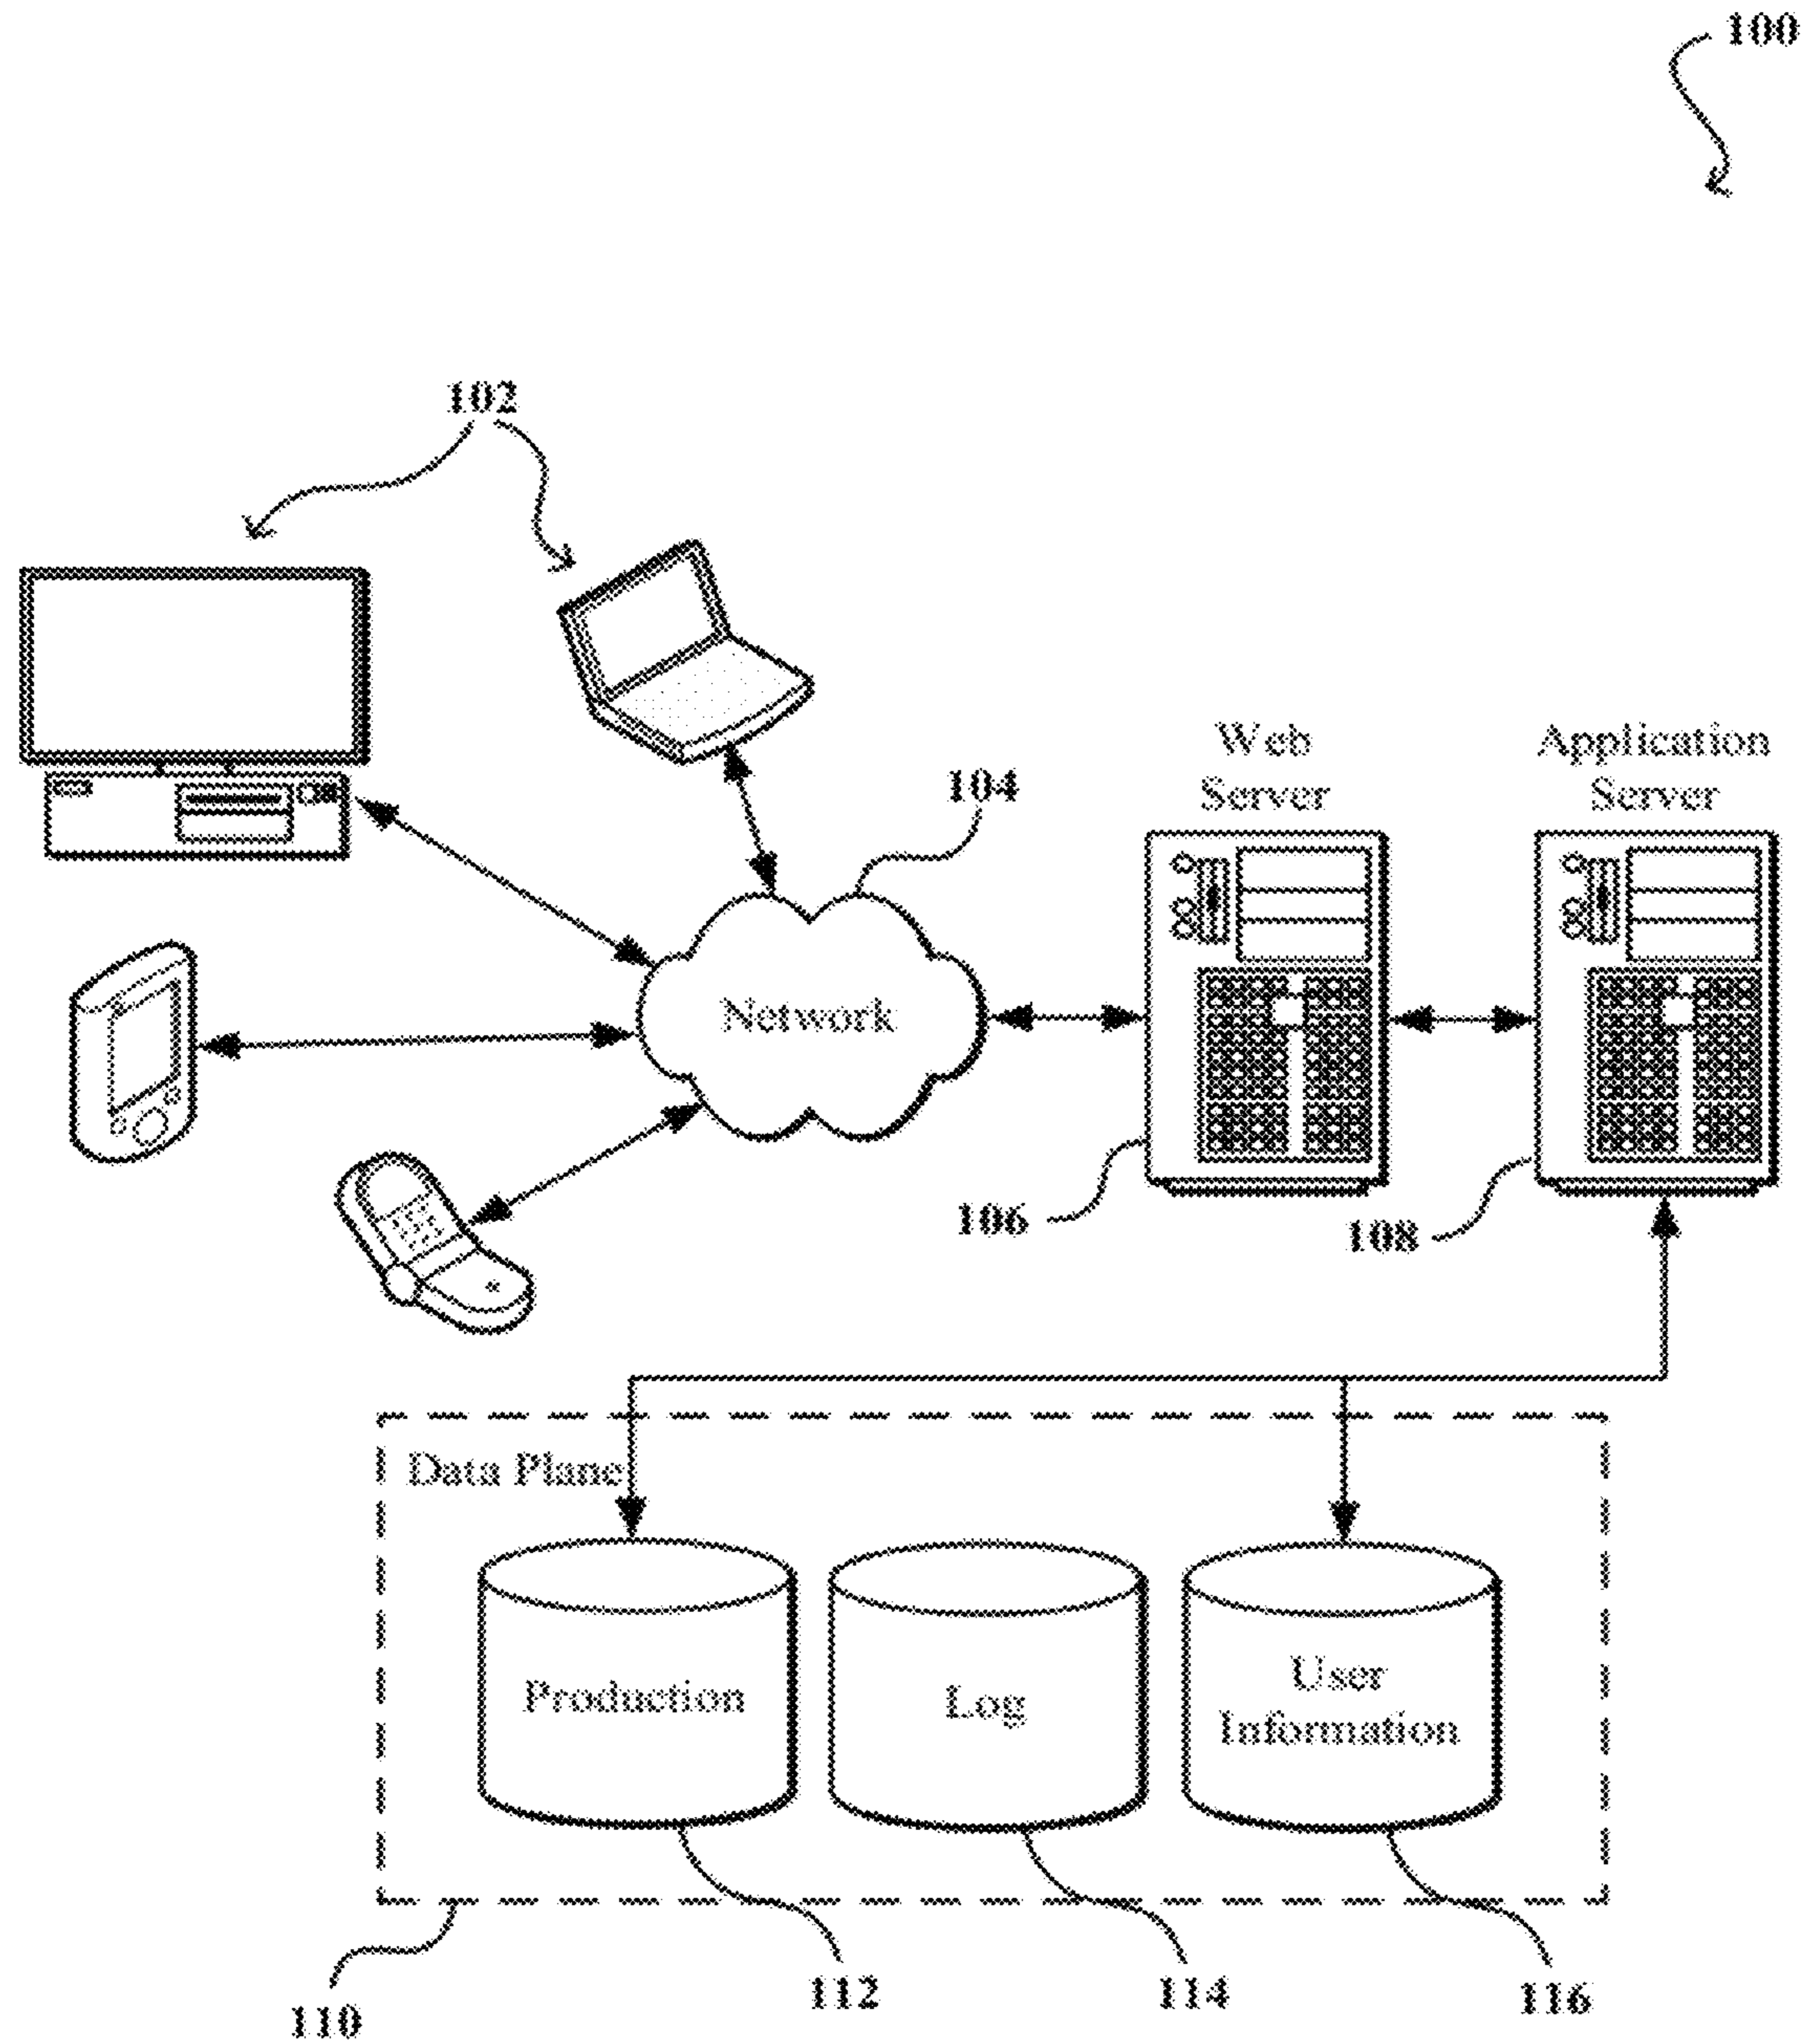 100
102
Web
Server
Application
Server
104
Network
106
108
Data Plane
Production
Log
User
Information
110
112
114
116